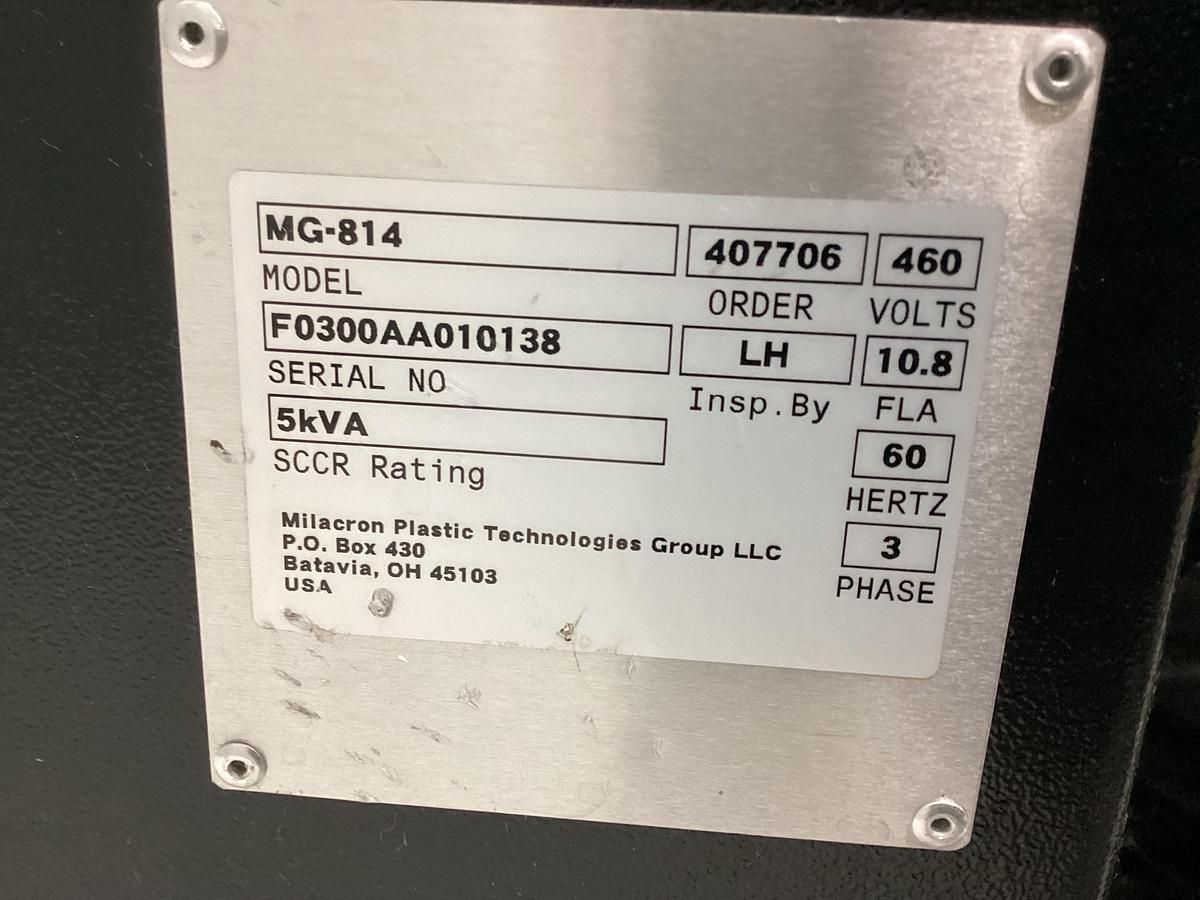 MG-814 407706 460
MODEL ORDER VOLTS
F0300AA010138 LH 10.8
SERIAL NO Insp.By FLA
5kVA 60
SCCR Rating HERTZ
3
PHASE
Milacron Plastic Technologies Group LLC
P.O. Box 430
Batavia, OH 45103
USA